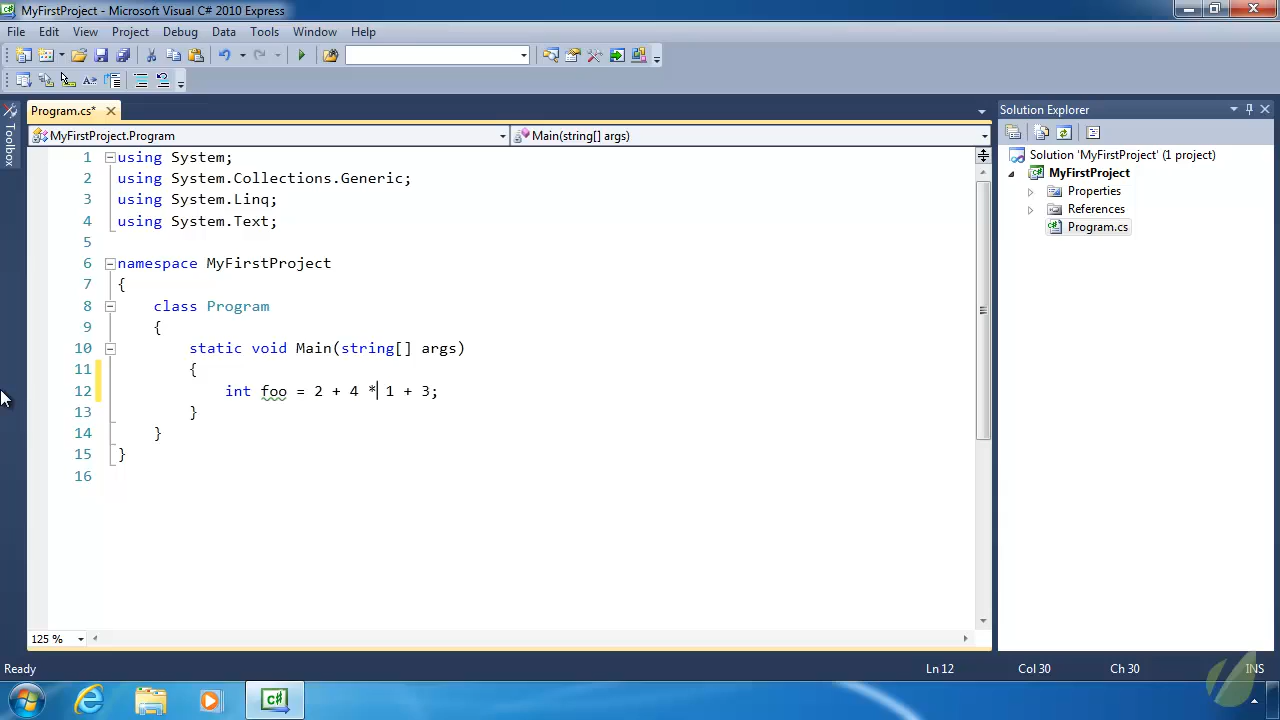 MyFirstProject - Microsoft Visual C# 2010 Express
File Edit View Project Debug Data Tools Window Help
Program.cs*
Solution Explorer
Toolbox
MyFirstProject.Program
Main(string[] args)
Solution 'MyFirstProject' (1 project)
MyFirstProject
Properties
References
Program.cs
1 using System;
2 using System.Collections.Generic;
3 using System.Linq;
4 using System.Text;
5
6 namespace MyFirstProject
7 {
8 class Program
9 {
10 static void Main(string[] args)
11 {
12 int foo = 2 + 4 * 1 + 3;
13 }
14 }
15 }
16
125 %
Ready
Ln 12 Col 30 Ch 30 INS
C#